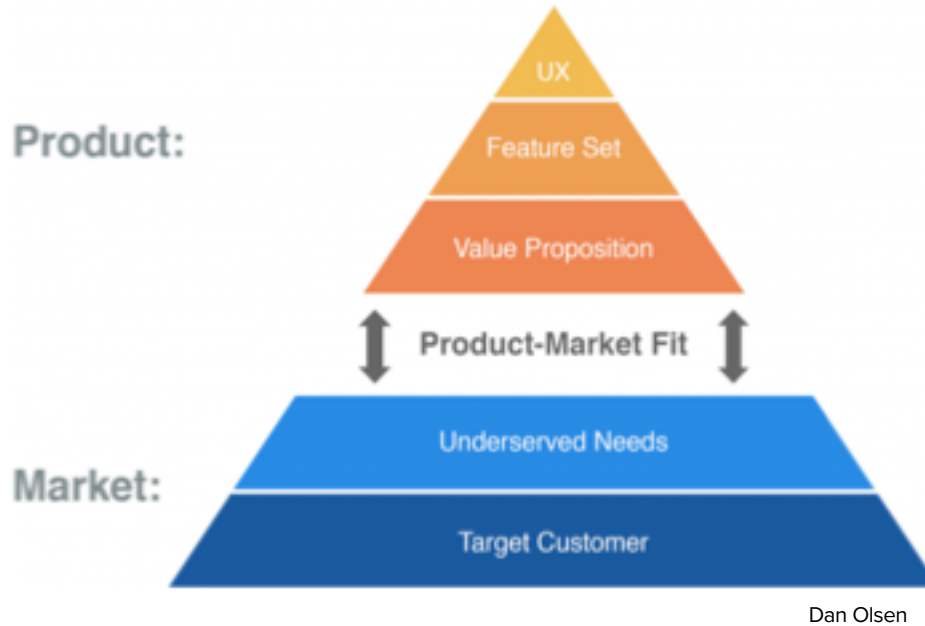 UX
Product:
Feature Set
Value Proposition
Product-Market Fit
Underserved Needs
Market:
Target Customer
Dan Olsen